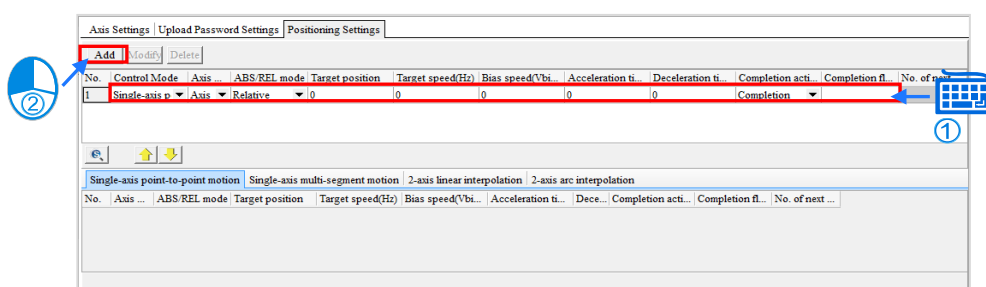 Axis Settings Upload Password Settings Positioning Settings
Add Modify Delete
No. Control Mode Axis ... ABS/REL mode Target position Target speed(Hz) Bias speed(Vbi... Acceleration ti... Deceleration ti... Completion acti... Completion fl... No. of next
1 Single-axis p Axis Relative 0 0 0 0 0 Completion
②
①
Single-axis point-to-point motion Single-axis multi-segment motion 2-axis linear interpolation 2-axis arc interpolation
No. Axis ... ABS/REL mode Target position Target speed(Hz) Bias speed(Vbi... Acceleration ti... Dece... Completion acti... Completion fl... No. of next ...